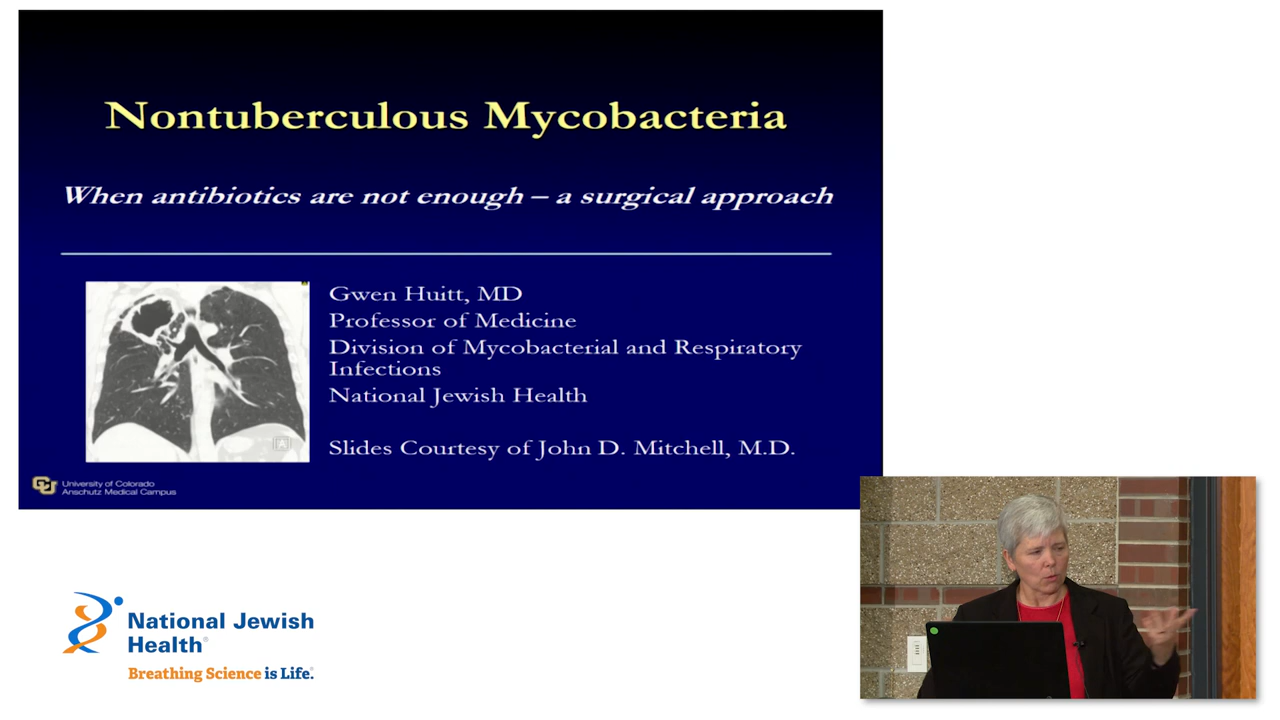 Nontuberculous Mycobacteria
When antibiotics are not enough – a surgical approach
Gwen Huitt, MD
Professor of Medicine
Division of Mycobacterial and Respiratory
Infections
National Jewish Health
Slides Courtesy of John D. Mitchell, M.D.
CU
University of Colorado
Anschutz Medical Campus
A
National Jewish
Health®
Breathing Science is Life.®